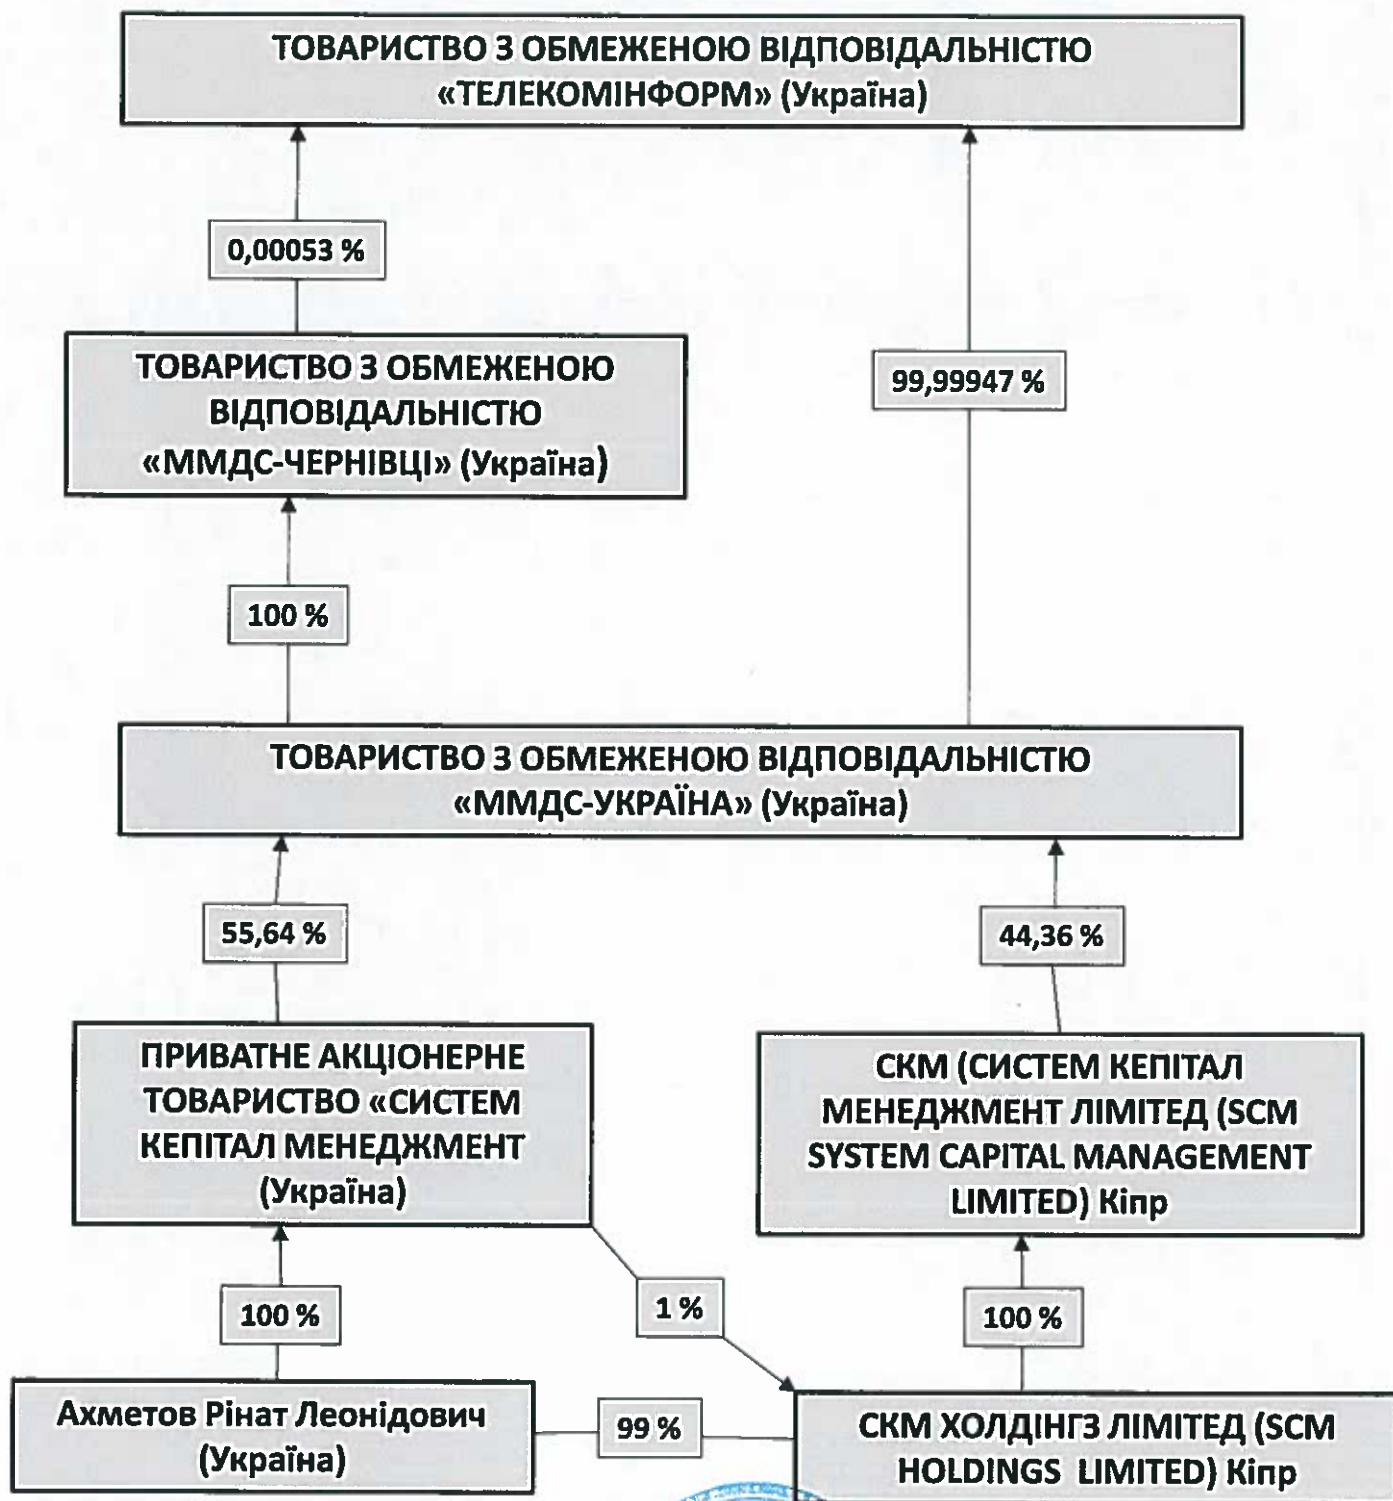 ТОВАРИСТВО З ОБМЕЖЕНОЮ ВІДПОВІДАЛЬНІСТЮ
«ТЕЛЕКОМІНФОРМ» (Україна)
0,00053 %
99,99947 %
ТОВАРИСТВО З ОБМЕЖЕНОЮ
ВІДПОВІДАЛЬНІСТЮ
«ММДС-ЧЕРНІВЦІ» (Україна)
100 %
ТОВАРИСТВО З ОБМЕЖЕНОЮ ВІДПОВІДАЛЬНІСТЮ
«ММДС-УКРАЇНА» (Україна)
55,64 %
44,36 %
ПРИВАТНЕ АКЦІОНЕРНЕ
ТОВАРИСТВО «СИСТЕМ
КЕПІТАЛ МЕНЕДЖМЕНТ
(Україна)
СКМ (СИСТЕМ КЕПІТАЛ
МЕНЕДЖМЕНТ ЛІМІТЕД (SCM
SYSTEM CAPITAL MANAGEMENT
LIMITED) Кіпр
100 %
1 %
100 %
Ахметов Рінат Леонідович
(Україна)
99 %
СКМ ХОЛДІНГЗ ЛІМІТЕД (SCM
HOLDINGS LIMITED) Кіпр